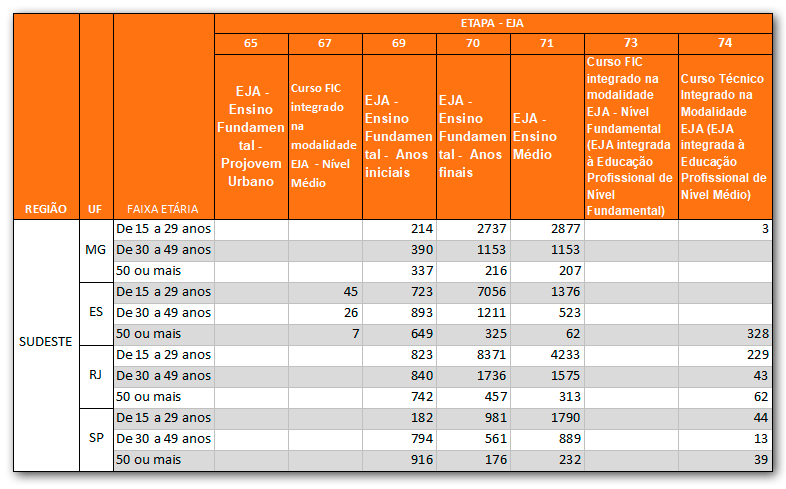 ETAPA - EJA
65 67 69 70 71 73 74
REGIÃO UF FAIXA ETÁRIA
EJA -
Ensino
Fundamen
tal -
Projovem
Urbano
Curso FIC
integrado
na
modalidade
EJA - Nível
Médio
EJA -
Ensino
Fundamen
tal - Anos
iniciais
EJA -
Ensino
Fundamen
tal - Anos
finais
EJA -
Ensino
Médio
Curso FIC
integrado na
modalidade
EJA - Nível
Fundamental
(EJA integrada
à Educação
Profissional de
Nível
Fundamental)
Curso Técnico
Integrado na
Modalidade
EJA (EJA
integrada à
Educação
Profissional de
Nível Médio)
SUDESTE
MG
De 15 a 29 anos 214 2737 2877 3
De 30 a 49 anos 390 1153 1153
50 ou mais 337 216 207
ES
De 15 a 29 anos 45 723 7056 1376
De 30 a 49 anos 26 893 1211 523
50 ou mais 7 649 325 62 328
RJ
De 15 a 29 anos 823 8371 4233 229
De 30 a 49 anos 840 1736 1575 43
50 ou mais 742 457 313 62
SP
De 15 a 29 anos 182 981 1790 44
De 30 a 49 anos 794 561 889 13
50 ou mais 916 176 232 39